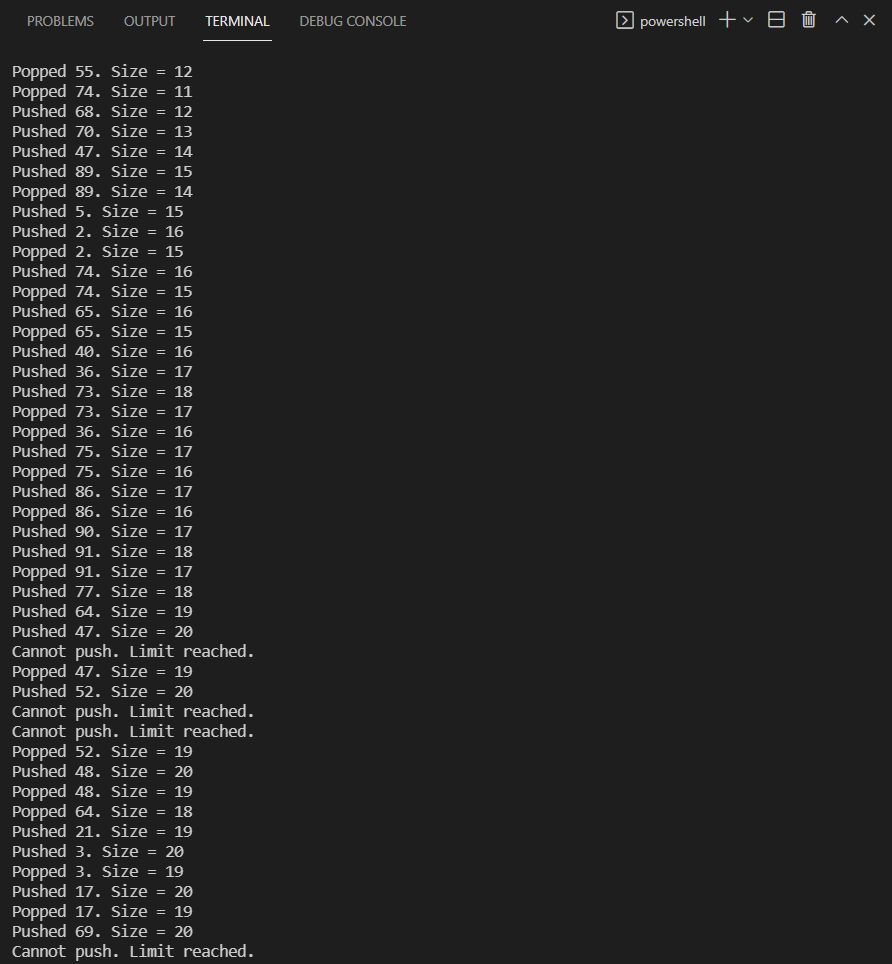 PROBLEMS OUTPUT TERMINAL DEBUG CONSOLE powershell
Popped 55. Size = 12
Popped 74. Size = 11
Pushed 68. Size = 12
Pushed 70. Size = 13
Pushed 47. Size = 14
Pushed 89. Size = 15
Popped 89. Size = 14
Pushed 5. Size = 15
Pushed 2. Size = 16
Popped 2. Size = 15
Pushed 74. Size = 16
Popped 74. Size = 15
Pushed 65. Size = 16
Popped 65. Size = 15
Pushed 40. Size = 16
Pushed 36. Size = 17
Pushed 73. Size = 18
Popped 73. Size = 17
Popped 36. Size = 16
Pushed 75. Size = 17
Popped 75. Size = 16
Pushed 86. Size = 17
Popped 86. Size = 16
Pushed 90. Size = 17
Pushed 91. Size = 18
Popped 91. Size = 17
Pushed 77. Size = 18
Pushed 64. Size = 19
Pushed 47. Size = 20
Cannot push. Limit reached.
Popped 47. Size = 19
Pushed 52. Size = 20
Cannot push. Limit reached.
Cannot push. Limit reached.
Popped 52. Size = 19
Pushed 48. Size = 20
Popped 48. Size = 19
Popped 64. Size = 18
Pushed 21. Size = 19
Pushed 3. Size = 20
Popped 3. Size = 19
Pushed 17. Size = 20
Popped 17. Size = 19
Pushed 69. Size = 20
Cannot push. Limit reached.